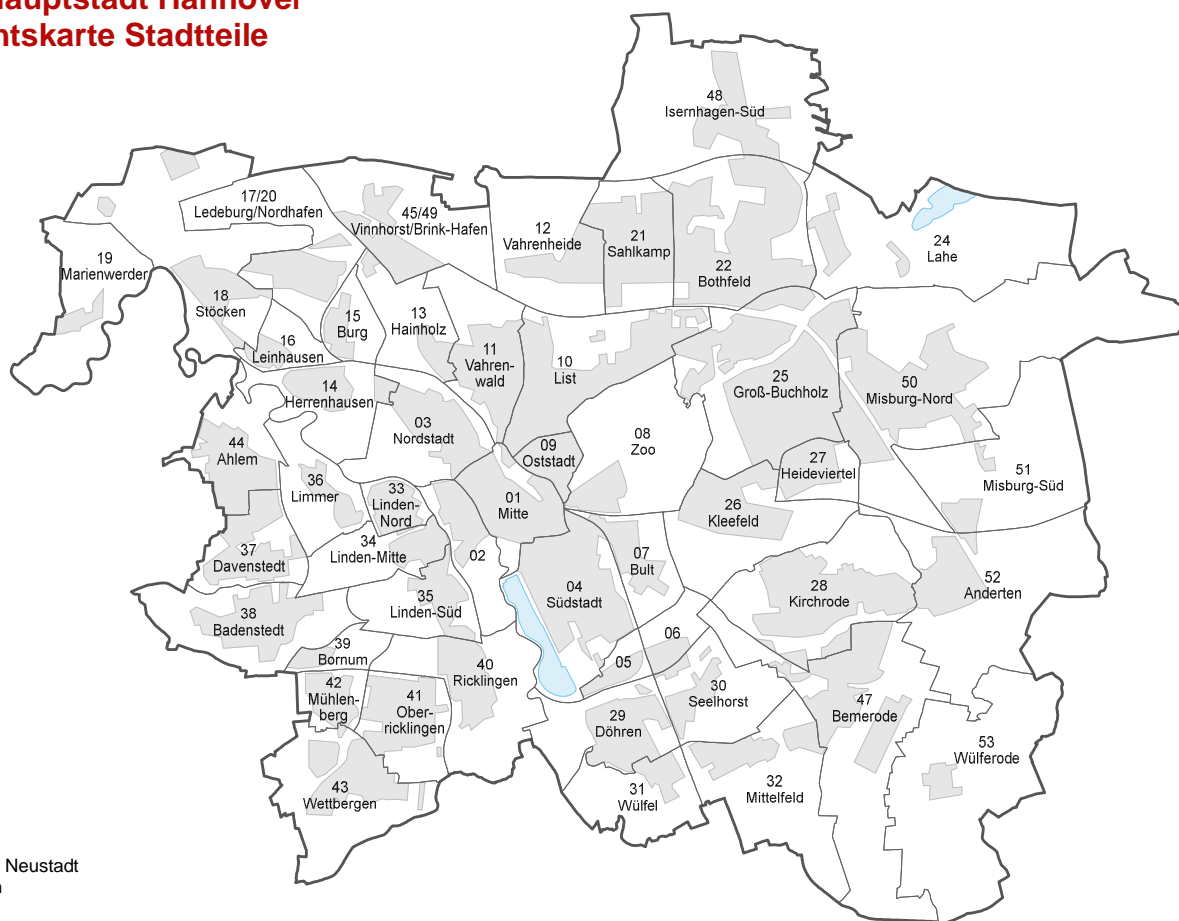 Hauptstadt Hannover
ntskarte Stadtteile
48
Isernhagen-Süd
17/20
Ledeburg/Nordhafen
45/49
Vinnhorst/Brink-Hafen
12
Vahrenheide
21
Sahlkamp
22
Bothfeld
24
Lahe
19
Marienwerder
18
Stöcken
16
Leinhausen
15
Burg
13
Hainholz
11
Vahren-
wald
10
List
14
Herrenhausen
03
Nordstadt
09
Oststadt
08
Zoo
25
Groß-Buchholz
50
Misburg-Nord
27
Heideviertel
51
Misburg-Süd
44
Ahlem
36
Limmer
33
Linden-
Nord
01
Mitte
26
Kleefeld
37
Davenstedt
34
Linden-Mitte
02
07
Bult
04
Südstadt
28
Kirchrode
52
Anderten
38
Badenstedt
35
Linden-Süd
39
Bornum
06
05
40
Ricklingen
42
Mühlen-
berg
41
Ober-
ricklingen
30
Seelhorst
47
Bemerode
29
Döhren
53
Wülferode
43
Wettbergen
31
Wülfel
32
Mittelfeld
Neustadt
n